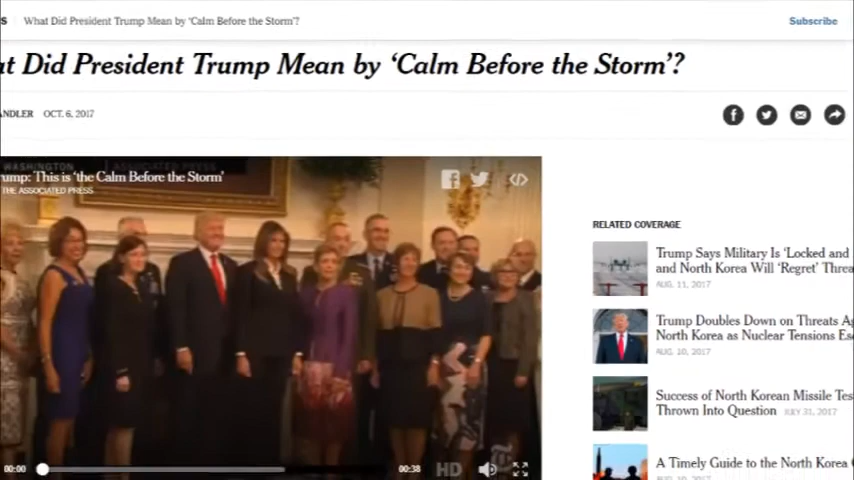 S What Did President Trump Mean by ‘Calm Before the Storm’?
Subscribe
at Did President Trump Mean by ‘Calm Before the Storm’?
ANDLER OCT. 6, 2017
WASHINGTON ASSOCIATED PRESS
rump: This is ‘the Calm Before the Storm’
THE ASSOCIATED PRESS
00:00
00:38
HD
RELATED COVERAGE
Trump Says Military Is ‘Locked and
and North Korea Will ‘Regret’ Threa
AUG. 11, 2017
Trump Doubles Down on Threats Ag
North Korea as Nuclear Tensions Es
AUG. 10, 2017
Success of North Korean Missile Tes
Thrown Into Question JULY 31, 2017
A Timely Guide to the North Korea
AUG. 10, 2017